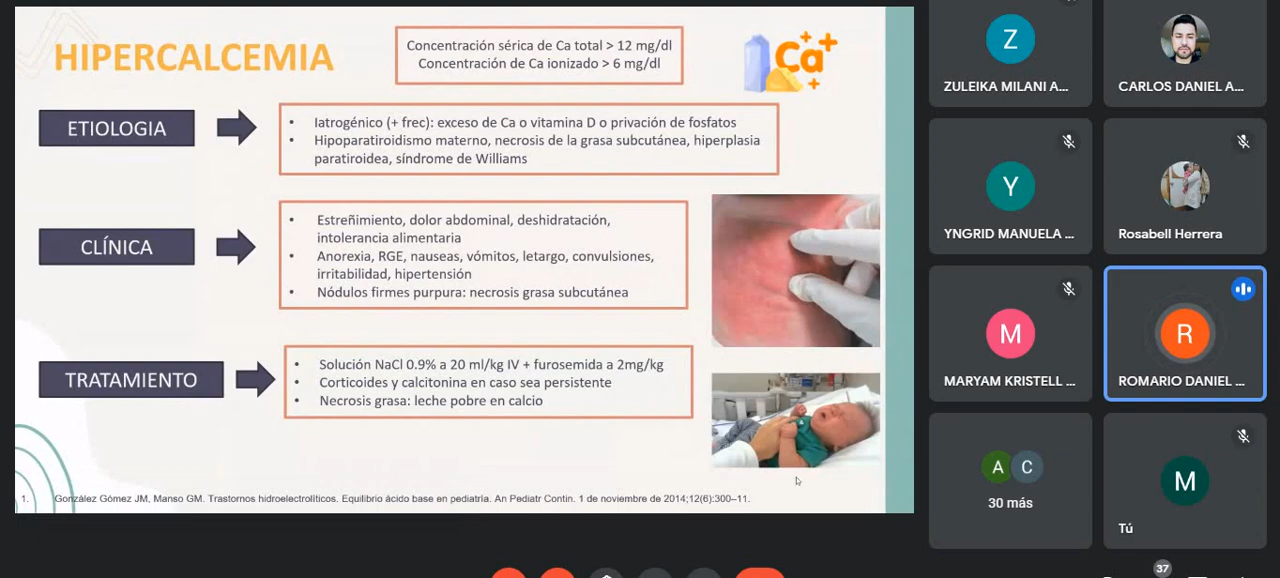 HIPERCALCEMIA
Concentración sérica de Ca total > 12 mg/dl
Concentración de Ca ionizado > 6 mg/dl
Ca++
+
ETIOLOGIA
• Iatrogénico (+ frec): exceso de Ca o vitamina D o privación de fosfatos
• Hipoparatiroidismo materno, necrosis de la grasa subcutánea, hiperplasia
paratiroidea, síndrome de Williams
CLÍNICA
• Estreñimiento, dolor abdominal, deshidratación,
intolerancia alimentaria
• Anorexia, RGE, nauseas, vómitos, letargo, convulsiones,
irritabilidad, hipertensión
• Nódulos firmes purpura: necrosis grasa subcutánea
TRATAMIENTO
• Solución NaCl 0.9% a 20 ml/kg IV + furosemida a 2mg/kg
• Corticoides y calcitonina en caso sea persistente
• Necrosis grasa: leche pobre en calcio
1. González Gómez JM, Manso GM. Trastornos hidroelectrolíticos. Equilibrio ácido base en pediatría. An Pediatr Contin. 1 de noviembre de 2014;12(6):300–11.
Z
ZULEIKA MILANI A...
CARLOS DANIEL A...
Y
YNGRID MANUELA ...
Rosabell Herrera
M
MARYAM KRISTELL ...
R
ROMARIO DANIEL ...
A C
30 más
M
Tú
37